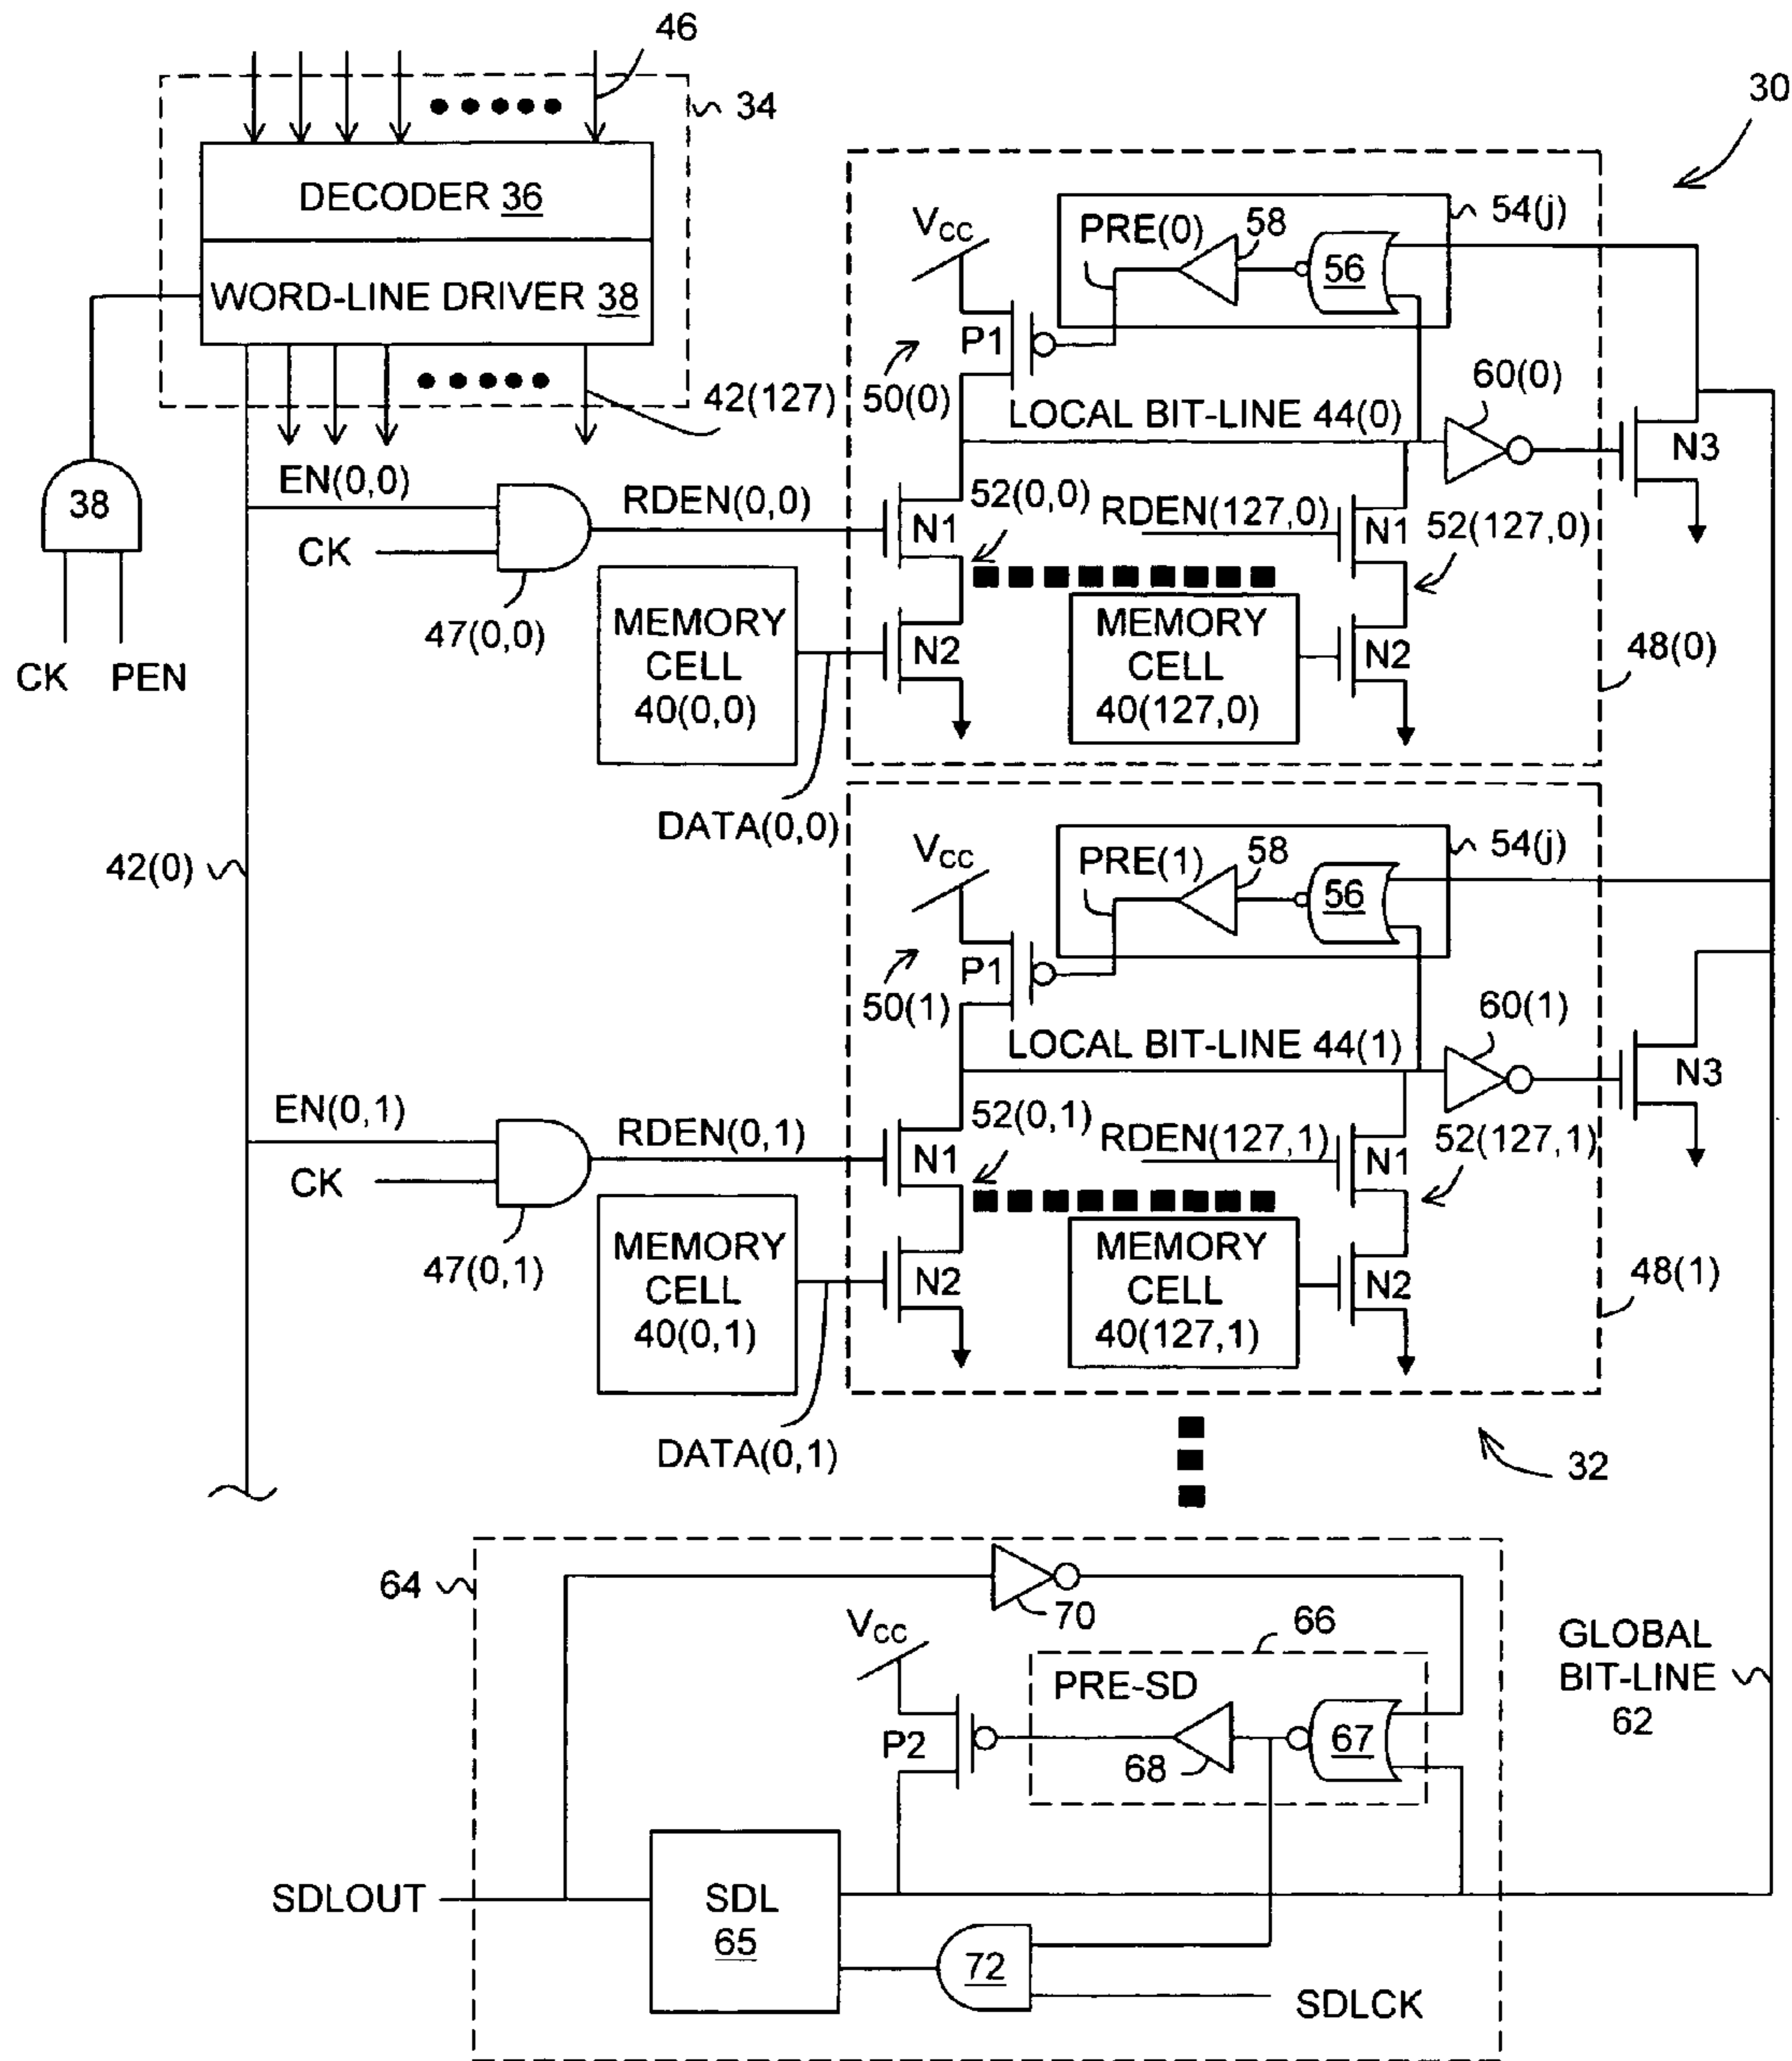 46
30
34
DECODER 36
WORD-LINE DRIVER 38
42(127)
38
CK PEN
EN(0,0)
CK
47(0,0)
RDEN(0,0)
MEMORY
CELL
40(0,0)
DATA(0,0)
VCC
PRE(0)
58
56
54(j)
P1
50(0)
LOCAL BIT-LINE 44(0)
60(0)
N3
N1
52(0,0)
RDEN(127,0)
N1
52(127,0)
N2
MEMORY
CELL
40(127,0)
N2
48(0)
42(0)
VCC
PRE(1)
58
56
54(j)
P1
50(1)
LOCAL BIT-LINE 44(1)
60(1)
N3
EN(0,1)
CK
47(0,1)
RDEN(0,1)
N1
52(0,1)
RDEN(127,1)
N1
52(127,1)
MEMORY
CELL
40(0,1)
N2
MEMORY
CELL
40(127,1)
N2
48(1)
DATA(0,1)
32
64
70
VCC
66
PRE-SD
P2
68
67
GLOBAL
BIT-LINE
62
SDLOUT
SDL
65
72
SDLCK